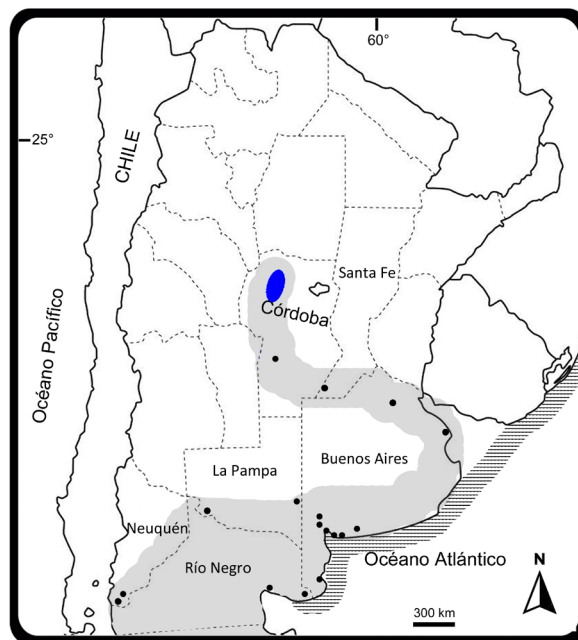 60°
25°
CHILE
Océano Pacífico
Santa Fe
Córdoba
La Pampa
Buenos Aires
Neuquén
Río Negro
Océano Atlántico
N
300 km